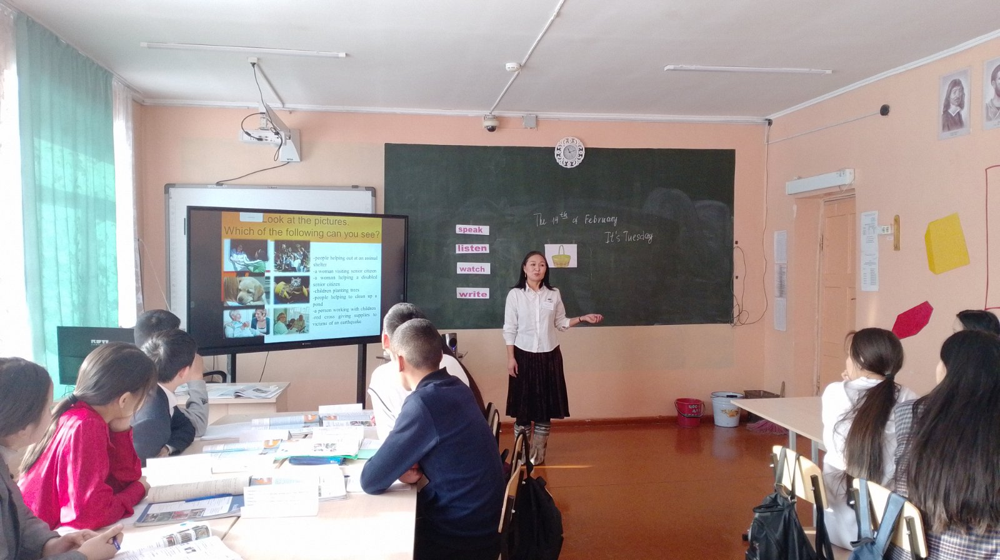 Look at the pictures.
Which of the following can you see?
-people helping out at an animal
shelter
-a woman visiting senior citizen
-a woman helping a disabled
senior citizen
-children planting trees
-people helping to clean up a
pond
-a person working with children
-red cross giving supplies to
victims of an earthquake
speak
listen
watch
write
The 14th of February
It's Tuesday